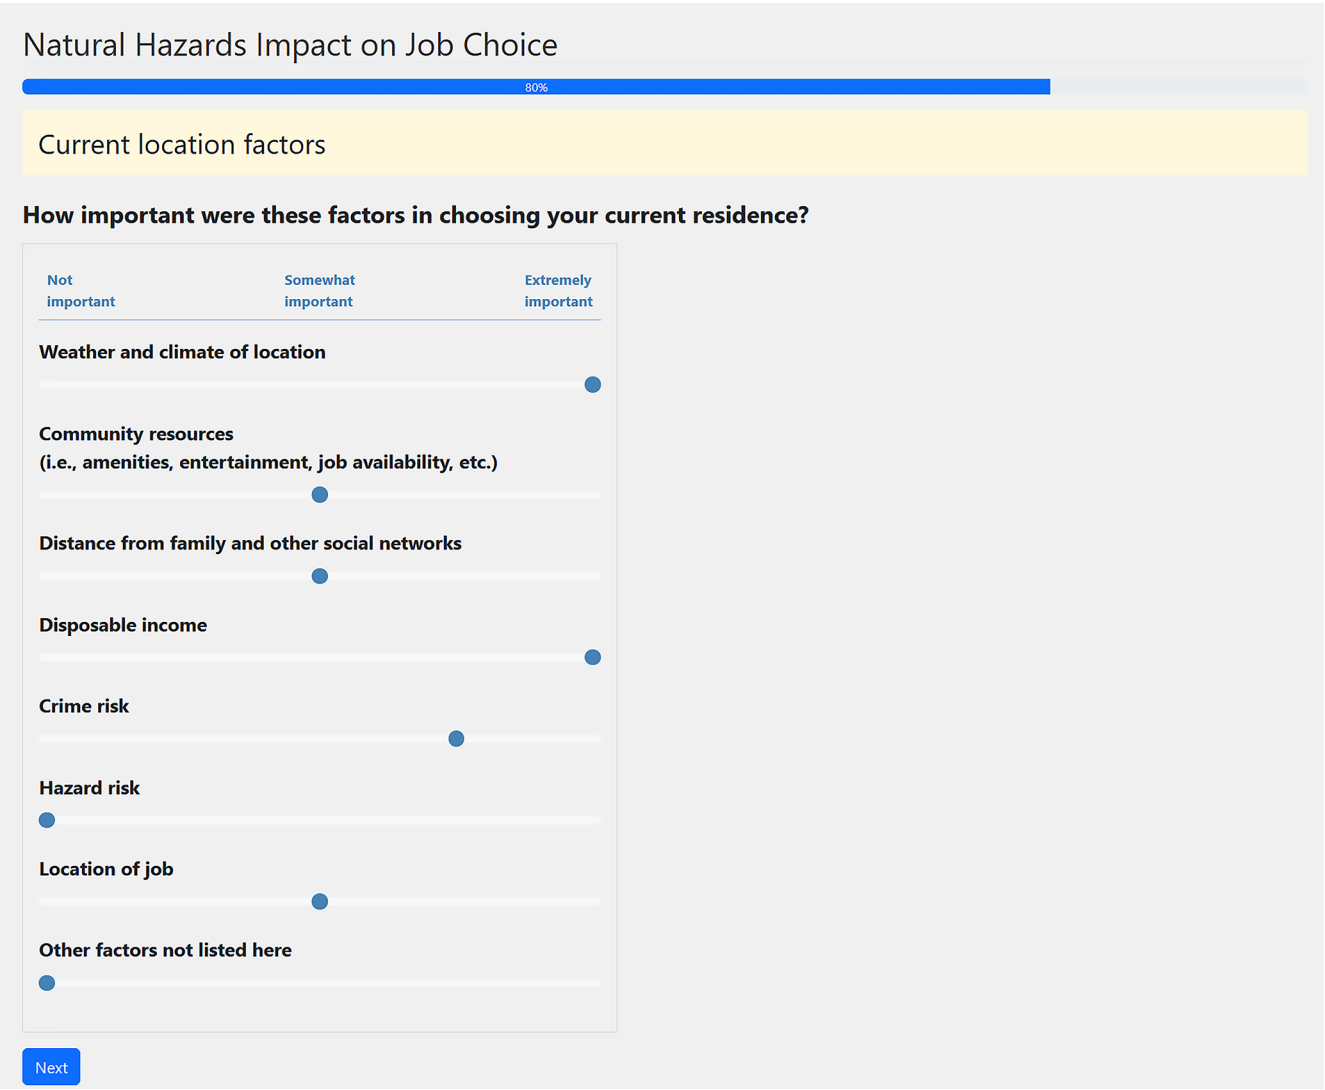 Natural Hazards Impact on Job Choice
80%
Current location factors
How important were these factors in choosing your current residence?
Not important
Somewhat important
Extremely important
Weather and climate of location
Community resources
(i.e., amenities, entertainment, job availability, etc.)
Distance from family and other social networks
Disposable income
Crime risk
Hazard risk
Location of job
Other factors not listed here
Next